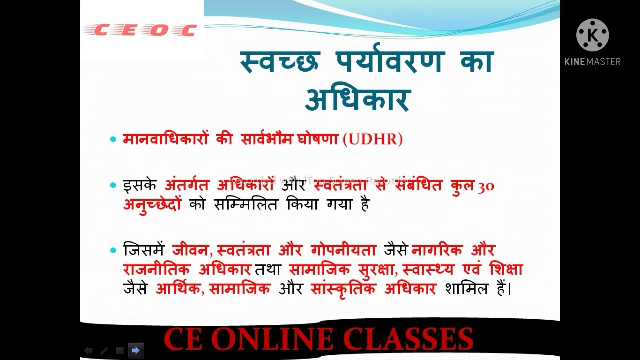 CEOC
KINEMASTER
स्वच्छ पर्यावरण का
अधिकार
मानवाधिकारों की सार्वभौम घोषणा (UDHR)
इसके अंतर्गत अधिकारों और स्वतंत्रता से संबंधित कुल 30
अनुच्छेदों को सम्मिलित किया गया है
जिसमें जीवन, स्वतंत्रता और गोपनीयता जैसे नागरिक और
राजनीतिक अधिकार तथा सामाजिक सुरक्षा, स्वास्थ्य एवं शिक्षा
जैसे आर्थिक, सामाजिक और सांस्कृतिक अधिकार शामिल हैं।
CE ONLINE CLASSES